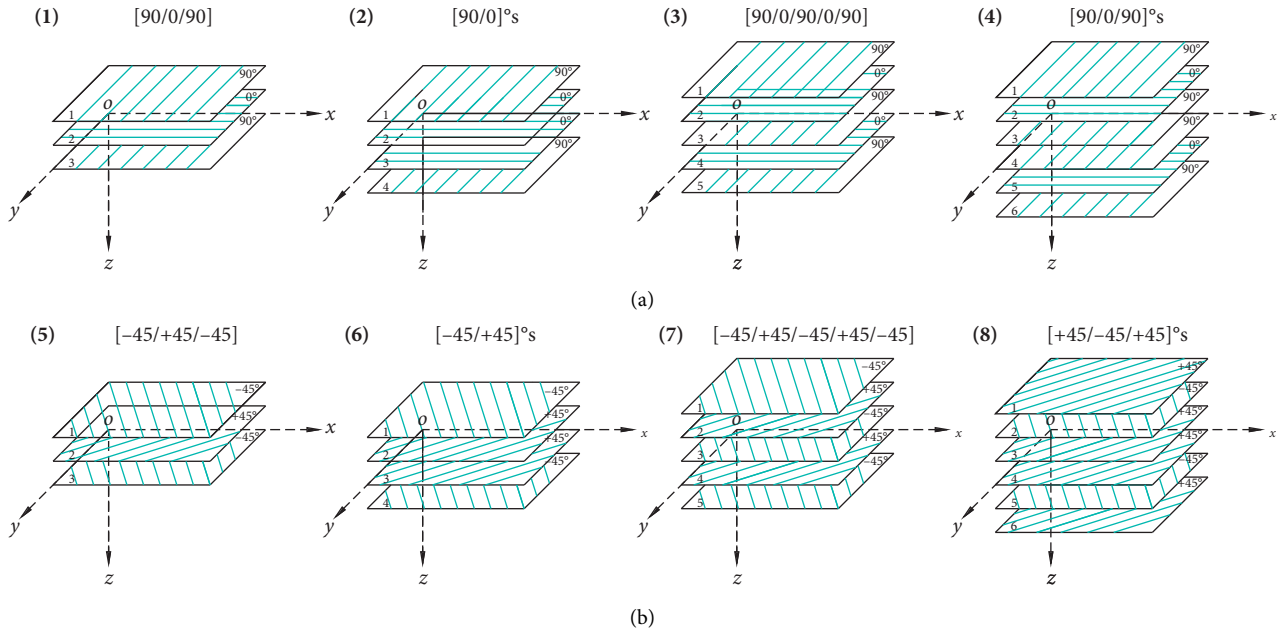 (1) [90/0/90]
90°
0°
90°
1
2
3
o
x
y
z
(2) [90/0]°s
90°
0°
0°
90°
1
2
3
4
o
x
y
z
(3) [90/0/90/0/90]
90°
0°
90°
0°
90°
1
2
3
4
5
o
x
y
z
(4) [90/0/90]°s
90°
0°
90°
90°
0°
90°
1
2
3
4
5
6
o
x
y
z
(a)
(5) [−45/+45/−45]
−45°
+45°
−45°
1
2
3
o
x
y
z
(6) [−45/+45]°s
−45°
+45°
+45°
−45°
1
2
3
4
o
x
y
z
(7) [−45/+45/−45/+45/−45]
−45°
+45°
−45°
+45°
−45°
1
2
3
4
5
o
x
y
z
(8) [+45/−45/+45]°s
+45°
−45°
+45°
+45°
−45°
+45°
1
2
3
4
5
6
o
x
y
z
(b)